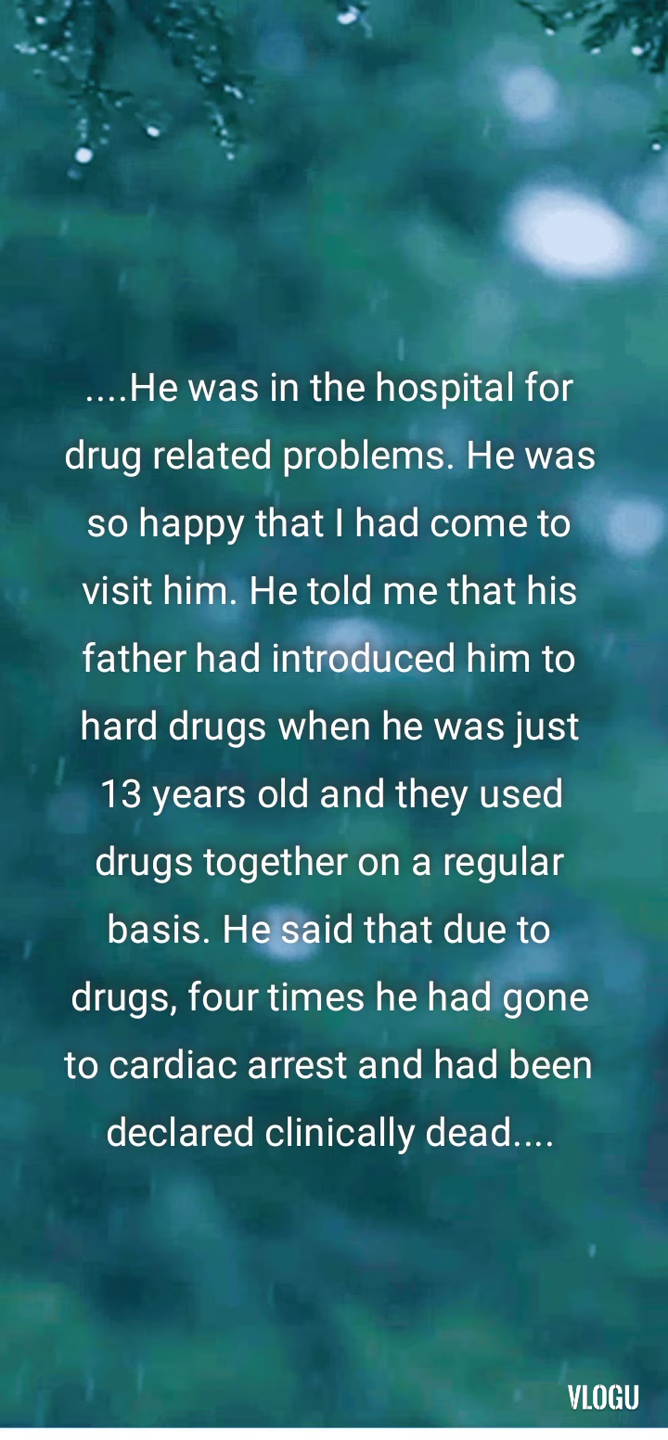 ....He was in the hospital for
drug related problems. He was
so happy that I had come to
visit him. He told me that his
father had introduced him to
hard drugs when he was just
13 years old and they used
drugs together on a regular
basis. He said that due to
drugs, four times he had gone
to cardiac arrest and had been
declared clinically dead....
VLOGU